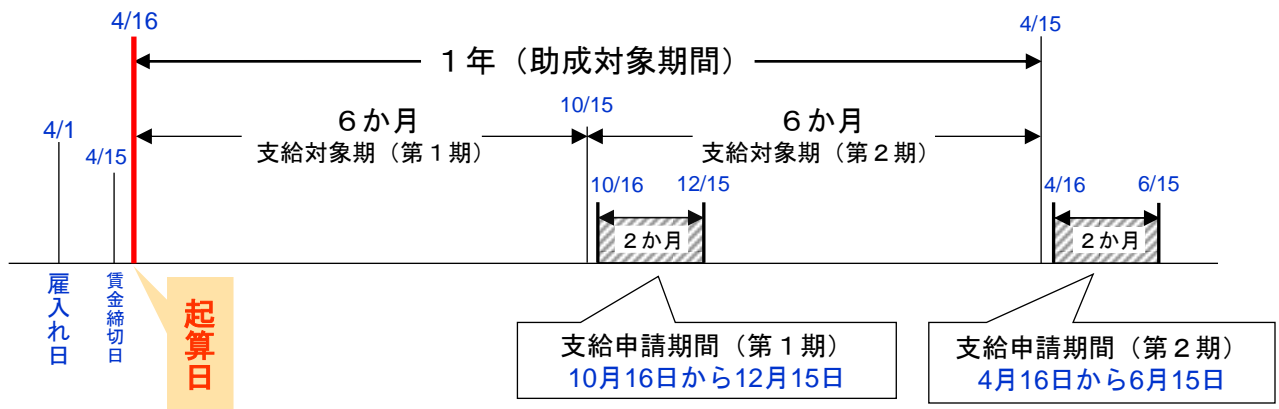 4/16
4/15
1年（助成対象期間）
10/15
4/1
6か月
6か月
4/15
支給対象期（第1期）
支給対象期（第2期）
10/16
12/15
4/16
6/15
2か月
2か月
雇入れ日
賃金締切日
起算日
支給申請期間（第1期）
10月16日から12月15日
支給申請期間（第2期）
4月16日から6月15日